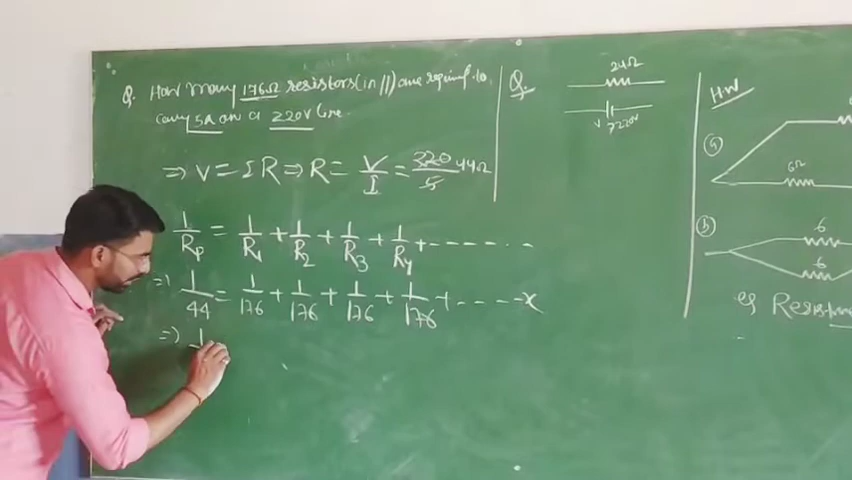 Q. How many 176Ω resistors (in ||) are required to
carry 5A on a 220V line.
⇒ V = IR ⇒ R = V/I = 220/5 44Ω
1/Rp = 1/R1 + 1/R2 + 1/R3 + 1/R4 + ------
⇒ 1/44 = 1/176 + 1/176 + 1/176 + 1/176 + ---- x
⇒ 1
Q.
24Ω
V 220V
HW
(a)
6Ω
(b)
6
6